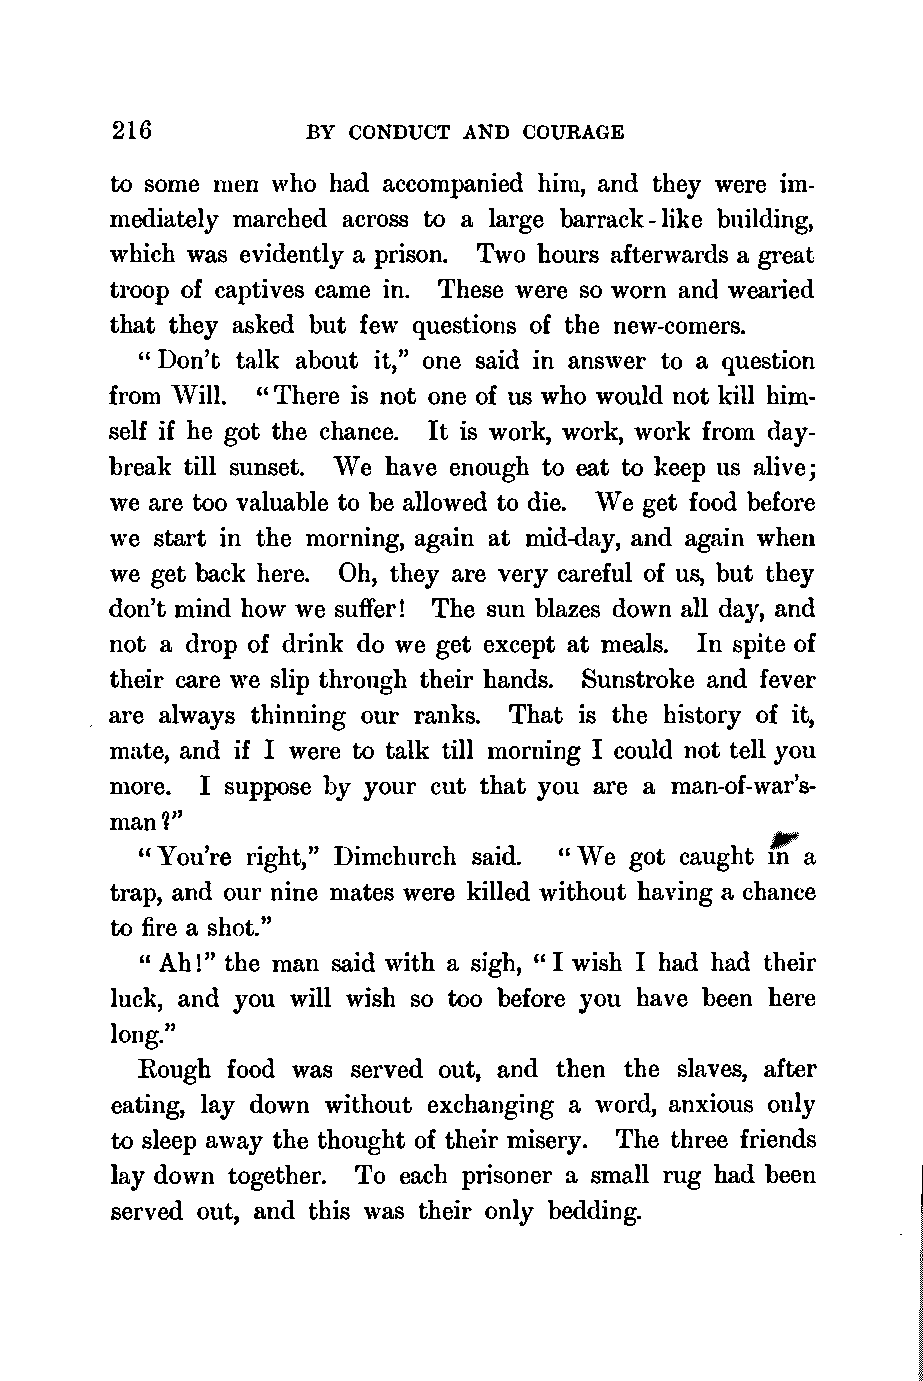 216 BY CONDUCT AND COURAGE
to some men who had accompanied him, and they were im-
mediately marched across to a large barrack-like building,
which was evidently a prison. Two hours afterwards a great
troop of captives came in. These were so worn and wearied
that they asked but few questions of the new-comers.
"Don't talk about it," one said in answer to a question
from Will. "There is not one of us who would not kill him-
self if he got the chance. It is work, work, work from day-
break till sunset. We have enough to eat to keep us alive;
we are too valuable to be allowed to die. We get food before
we start in the morning, again at mid-day, and again when
we get back here. Oh, they are very careful of us, but they
don't mind how we suffer! The sun blazes down all day, and
not a drop of drink do we get except at meals. In spite of
their care we slip through their hands. Sunstroke and fever
are always thinning our ranks. That is the history of it,
mate, and if I were to talk till morning I could not tell you
more. I suppose by your cut that you are a man-of-war's-
man?"
"You're right," Dimchurch said. "We got caught in a
trap, and our nine mates were killed without having a chance
to fire a shot."
"Ah!" the man said with a sigh, "I wish I had had their
luck, and you will wish so too before you have been here
long."
Rough food was served out, and then the slaves, after
eating, lay down without exchanging a word, anxious only
to sleep away the thought of their misery. The three friends
lay down together. To each prisoner a small rug had been
served out, and this was their only bedding.